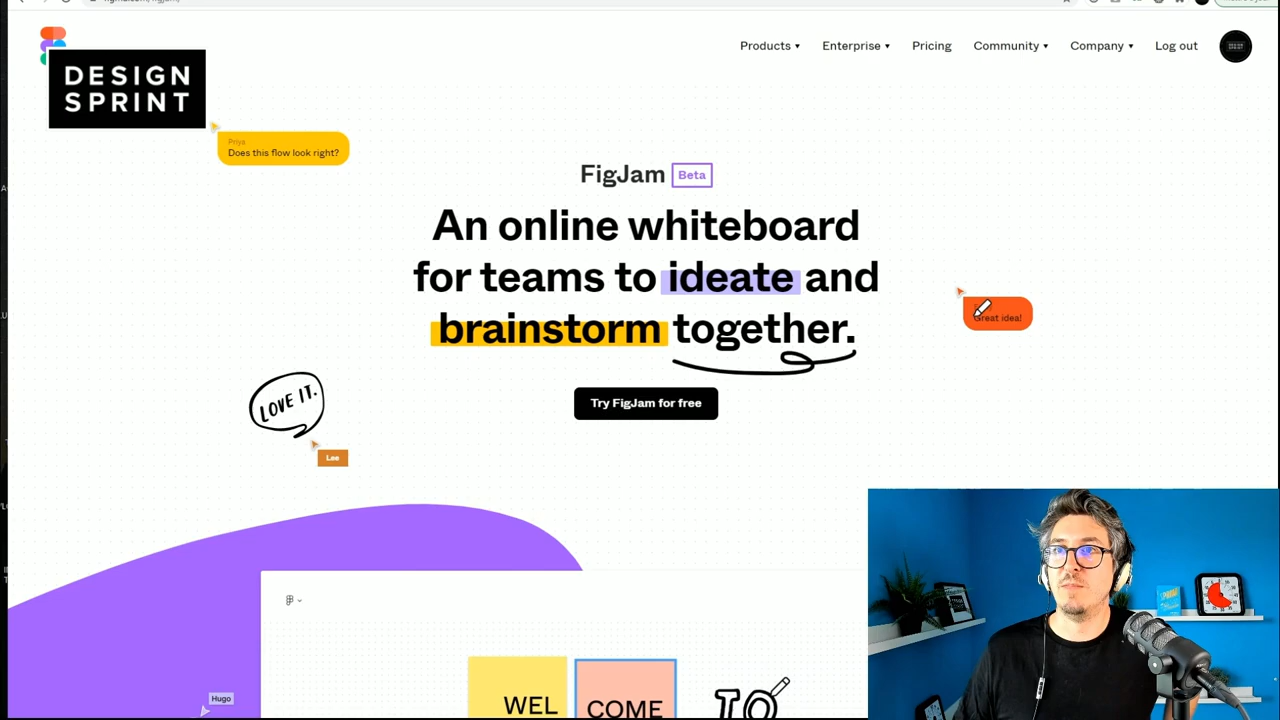 Products
Enterprise
Pricing
Community
Company
Log out
DESIGN
SPRINT
Priya
Does this flow look right?
FigJam
Beta
An online whiteboard
for teams to ideate and
brainstorm together.
Great idea!
Try FigJam for free
LOVE IT.
Lee
Hugo
WEL
COME
TO